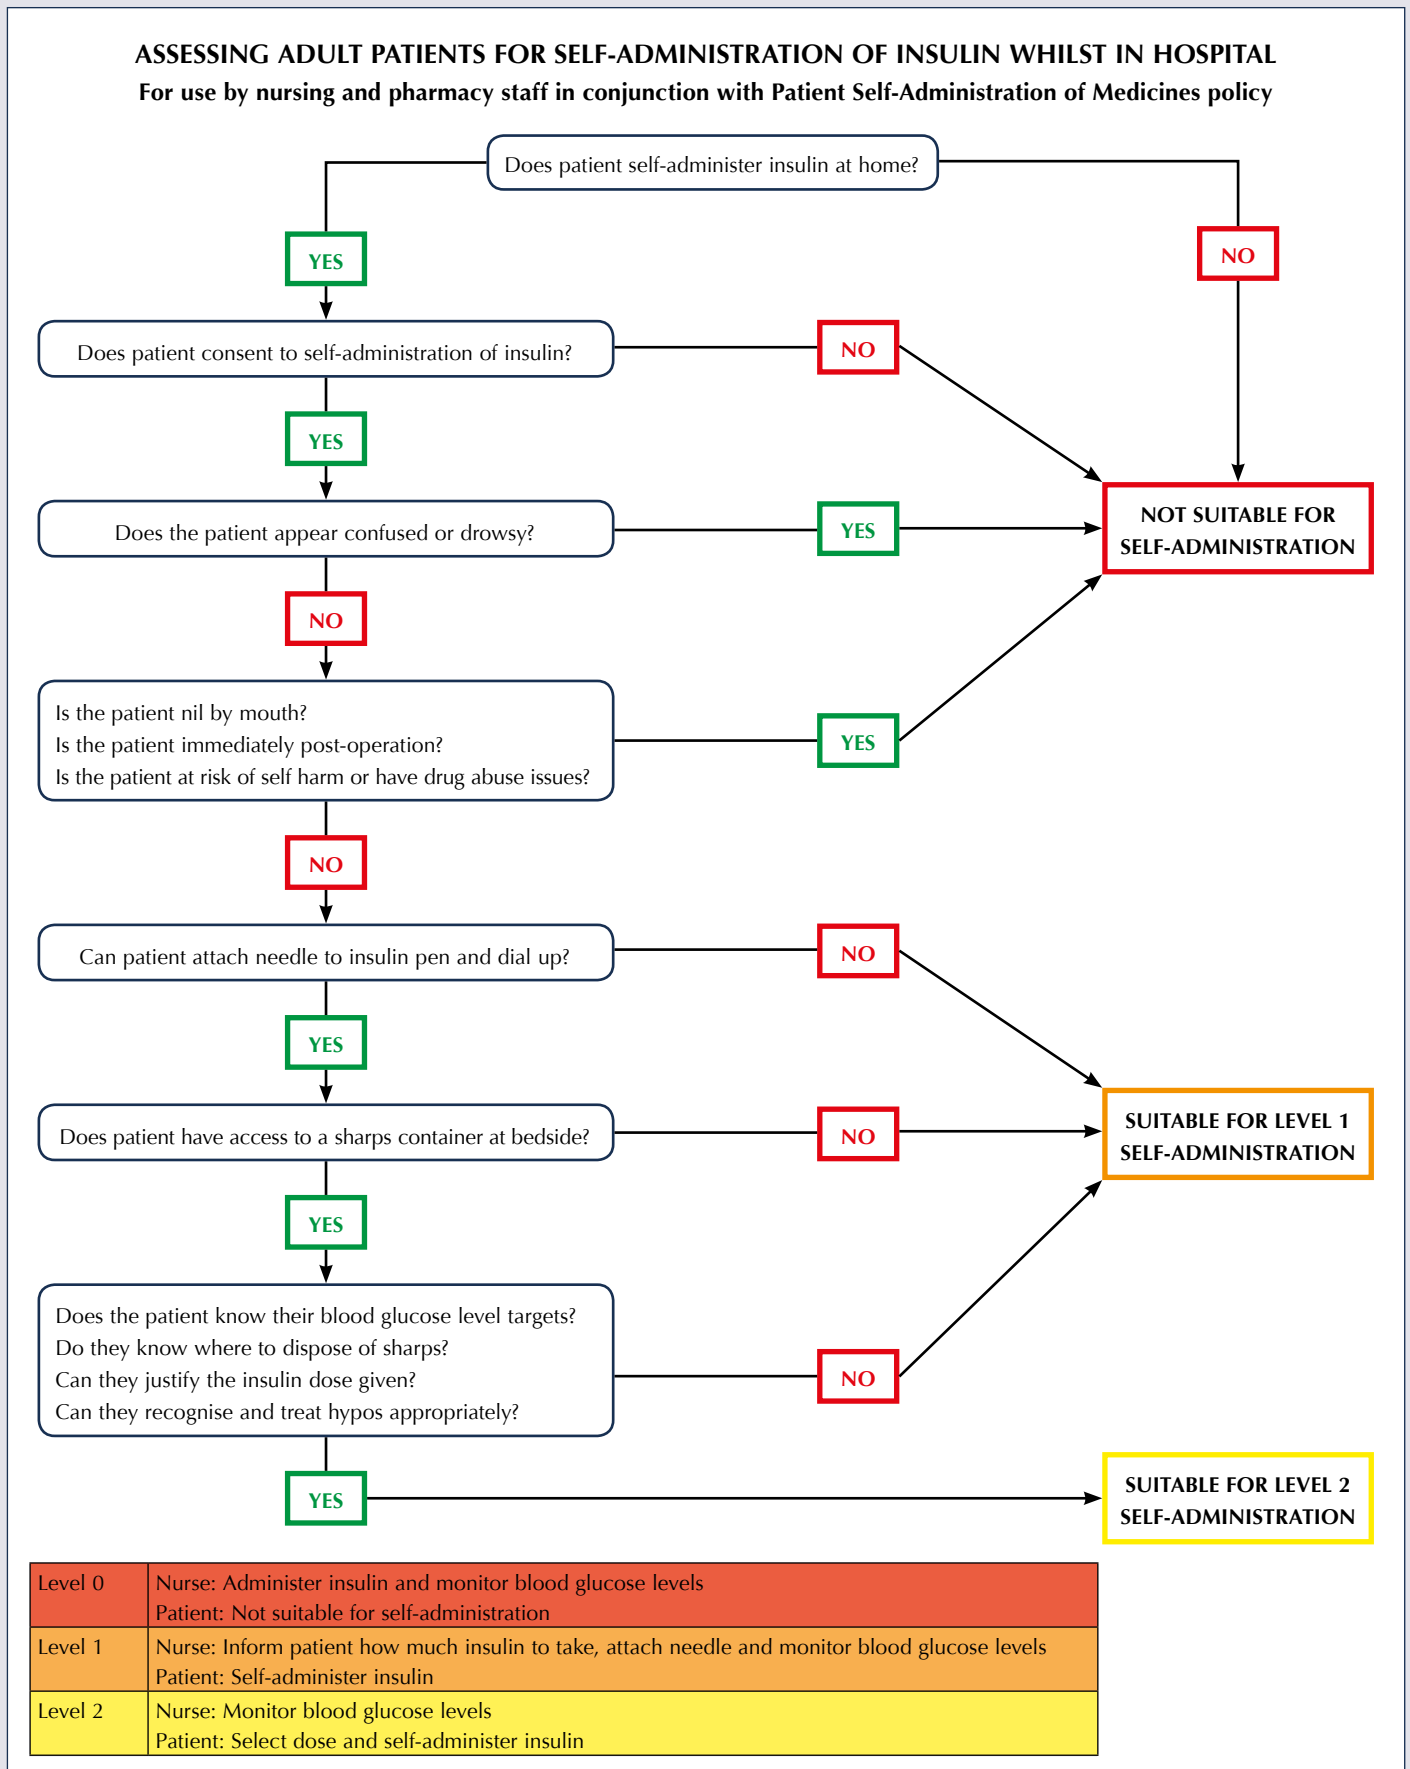 ASSESSING ADULT PATIENTS FOR SELF-ADMINISTRATION OF INSULIN WHILST IN HOSPITAL
For use by nursing and pharmacy staff in conjunction with Patient Self-Administration of Medicines policy
Does patient self-administer insulin at home?
YES
NO
Does patient consent to self-administration of insulin?
NO
YES
Does the patient appear confused or drowsy?
YES
NOT SUITABLE FOR
SELF-ADMINISTRATION
NO
Is the patient nil by mouth?
Is the patient immediately post-operation?
Is the patient at risk of self harm or have drug abuse issues?
YES
NO
Can patient attach needle to insulin pen and dial up?
NO
YES
Does patient have access to a sharps container at bedside?
NO
SUITABLE FOR LEVEL 1
SELF-ADMINISTRATION
YES
Does the patient know their blood glucose level targets?
Do they know where to dispose of sharps?
Can they justify the insulin dose given?
Can they recognise and treat hypos appropriately?
NO
YES
SUITABLE FOR LEVEL 2
SELF-ADMINISTRATION
Level 0
Nurse: Administer insulin and monitor blood glucose levels
Patient: Not suitable for self-administration
Level 1
Nurse: Inform patient how much insulin to take, attach needle and monitor blood glucose levels
Patient: Self-administer insulin
Level 2
Nurse: Monitor blood glucose levels
Patient: Select dose and self-administer insulin